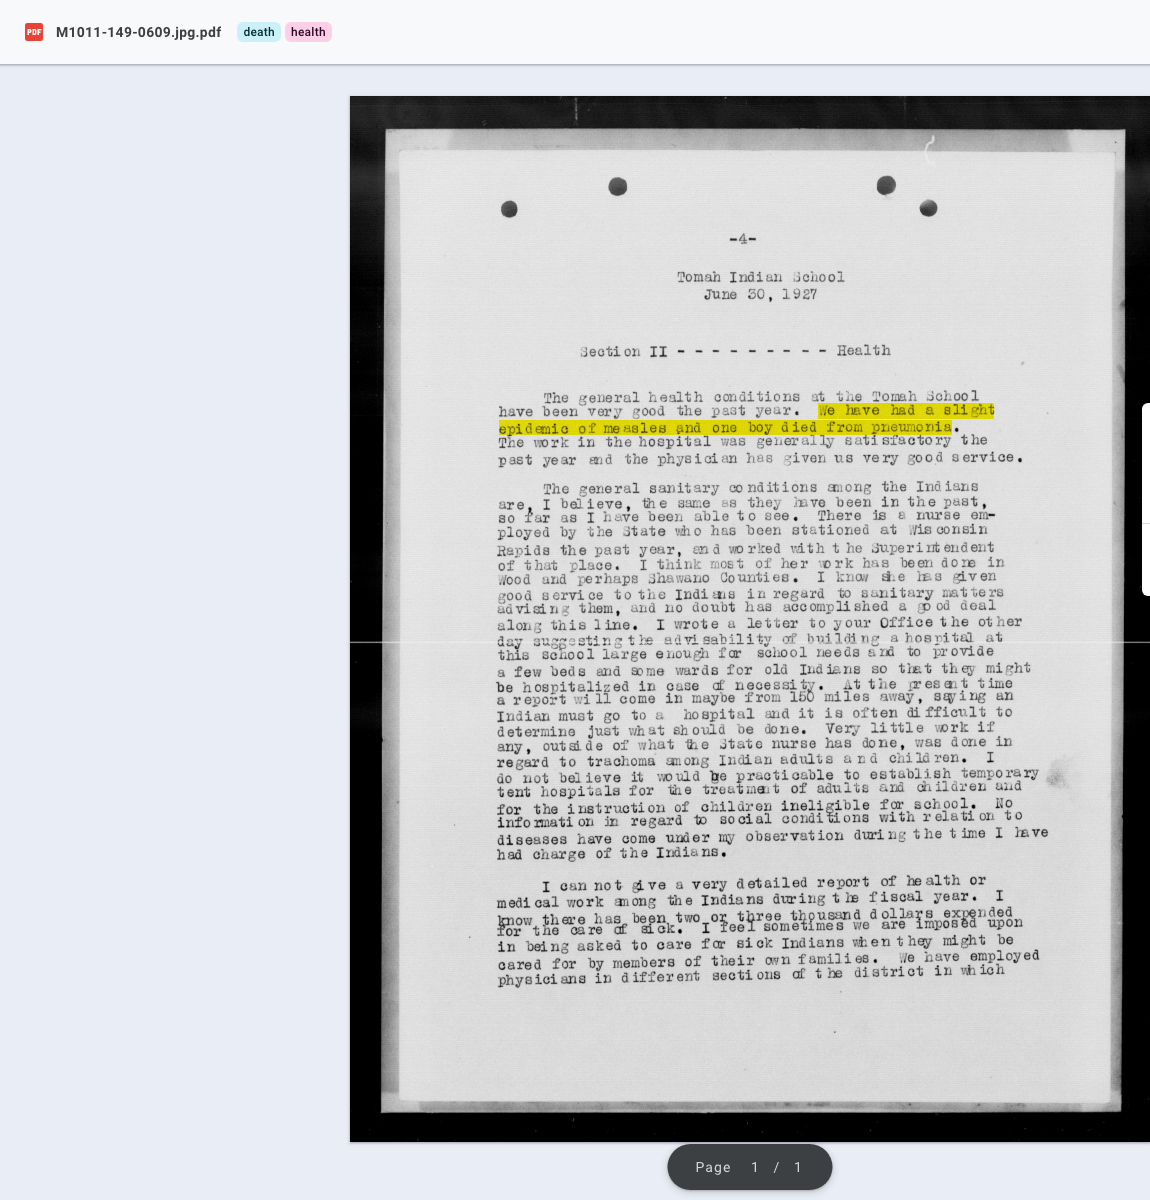 PDF M1011-149-0609.jpg.pdf death health
-4-
Tomah Indian School
June 30, 1927
Section II - - - - - - - - - Health
The general health conditions at the Tomah School
have been very good the past year. We have had a slight
epidemic of measles and one boy died from pneumonia.
The work in the hospital was generally satisfactory the
past year and the physician has given us very good service.
The general sanitary conditions among the Indians
are, I believe, the same as they have been in the past,
so far as I have been able to see. There is a nurse em-
ployed by the State who has been stationed at Wisconsin
Rapids the past year, and worked with the Superintendent
of that place. I think most of her work has been done in
Wood and perhaps Shawano Counties. I know she has given
good service to the Indians in regard to sanitary matters
advising them, and no doubt has accomplished a good deal
along this line. I wrote a letter to your Office the other
day suggesting the advisability of building a hospital at
this school large enough for school needs and to provide
a few beds and some wards for old Indians so that they might
be hospitalized in case of necessity. At the present time
a report will come in maybe from 150 miles away, saying an
Indian must go to a hospital and it is often difficult to
determine just what should be done. Very little work if
any, outside of what the State nurse has done, was done in
regard to trachoma among Indian adults and children. I
do not believe it would be practicable to establish temporary
tent hospitals for the treatment of adults and children and
for the instruction of children ineligible for school. No
information in regard to social conditions with relation to
diseases have come under my observation during the time I have
had charge of the Indians.
I can not give a very detailed report of health or
medical work among the Indians during the fiscal year. I
know there has been two or three thousand dollars expended
for the care of sick. I feel sometimes we are imposed upon
in being asked to care for sick Indians when they might be
cared for by members of their own families. We have employed
physicians in different sections of the district in which
Page 1 / 1